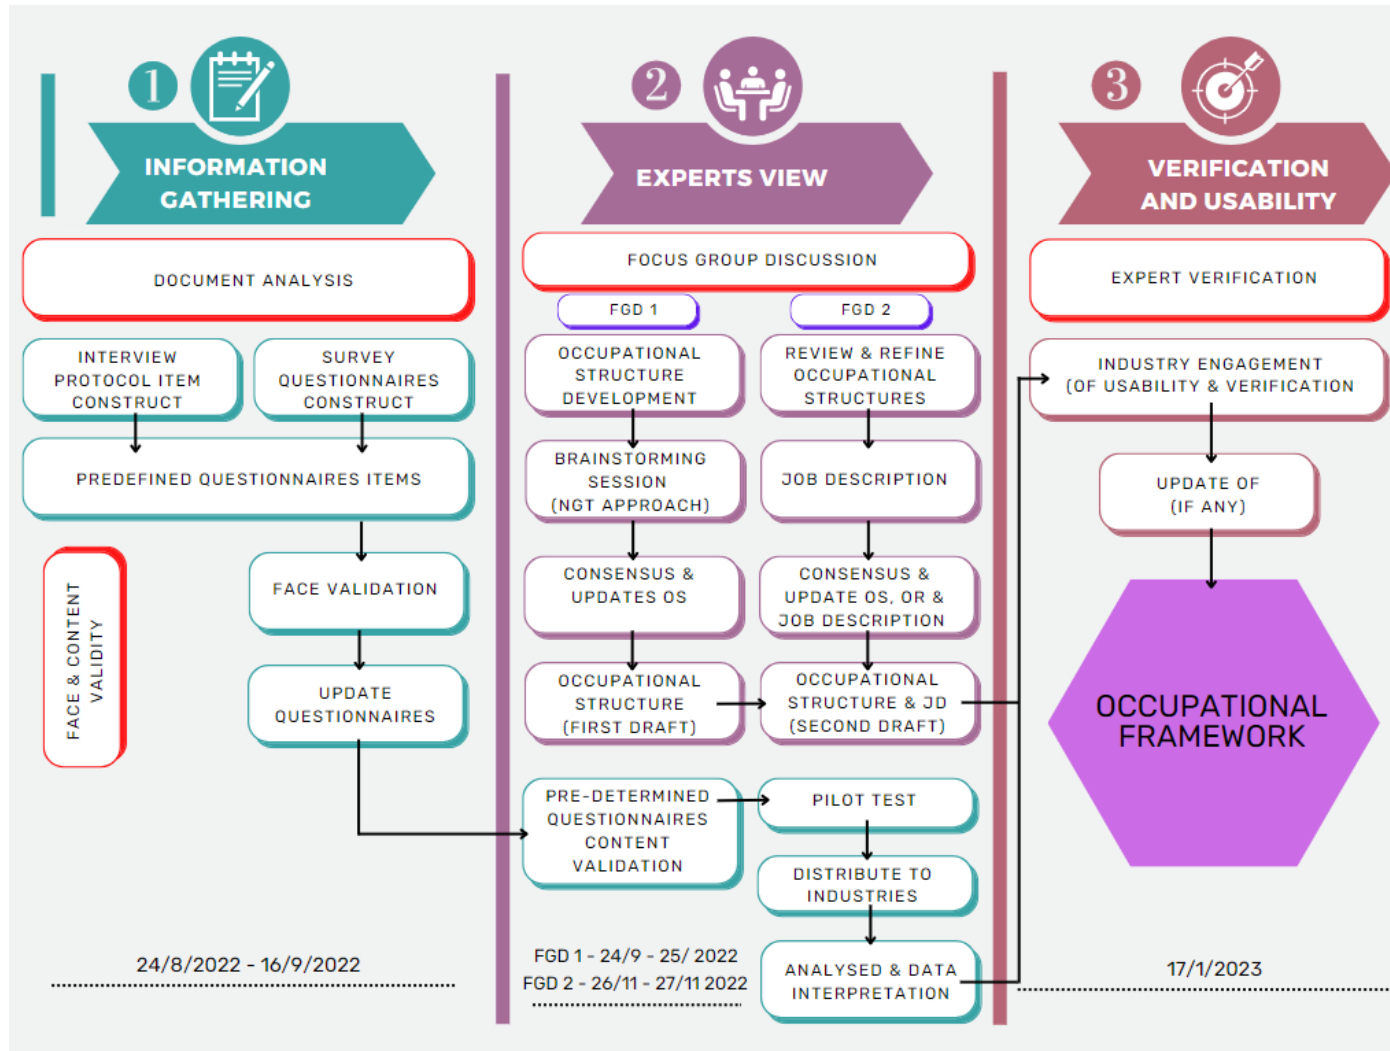 1
INFORMATION
GATHERING
DOCUMENT ANALYSIS
INTERVIEW
PROTOCOL ITEM
CONSTRUCT
SURVEY
QUESTIONNAIRES
CONSTRUCT
PREDEFINED QUESTIONNAIRES ITEMS
FACE & CONTENT
VALIDITY
FACE VALIDATION
UPDATE
QUESTIONNAIRES
24/8/2022 - 16/9/2022
2
EXPERTS VIEW
FOCUS GROUP DISCUSSION
FGD 1
OCCUPATIONAL
STRUCTURE
DEVELOPMENT
BRAINSTORMING
SESSION
(NGT APPROACH)
CONSENSUS &
UPDATES OS
OCCUPATIONAL
STRUCTURE
(FIRST DRAFT)
FGD 2
REVIEW & REFINE
OCCUPATIONAL
STRUCTURES
JOB DESCRIPTION
CONSENSUS &
UPDATE OS, OR &
JOB DESCRIPTION
OCCUPATIONAL
STRUCTURE & JD
(SECOND DRAFT)
PRE-DETERMINED
QUESTIONNAIRES
CONTENT
VALIDATION
PILOT TEST
DISTRIBUTE TO
INDUSTRIES
ANALYSED & DATA
INTERPRETATION
FGD 1 - 24/9 - 25/ 2022
FGD 2 - 26/11 - 27/11 2022
3
VERIFICATION
AND USABILITY
EXPERT VERIFICATION
INDUSTRY ENGAGEMENT
(OF USABILITY & VERIFICATION
UPDATE OF
(IF ANY)
OCCUPATIONAL
FRAMEWORK
17/1/2023